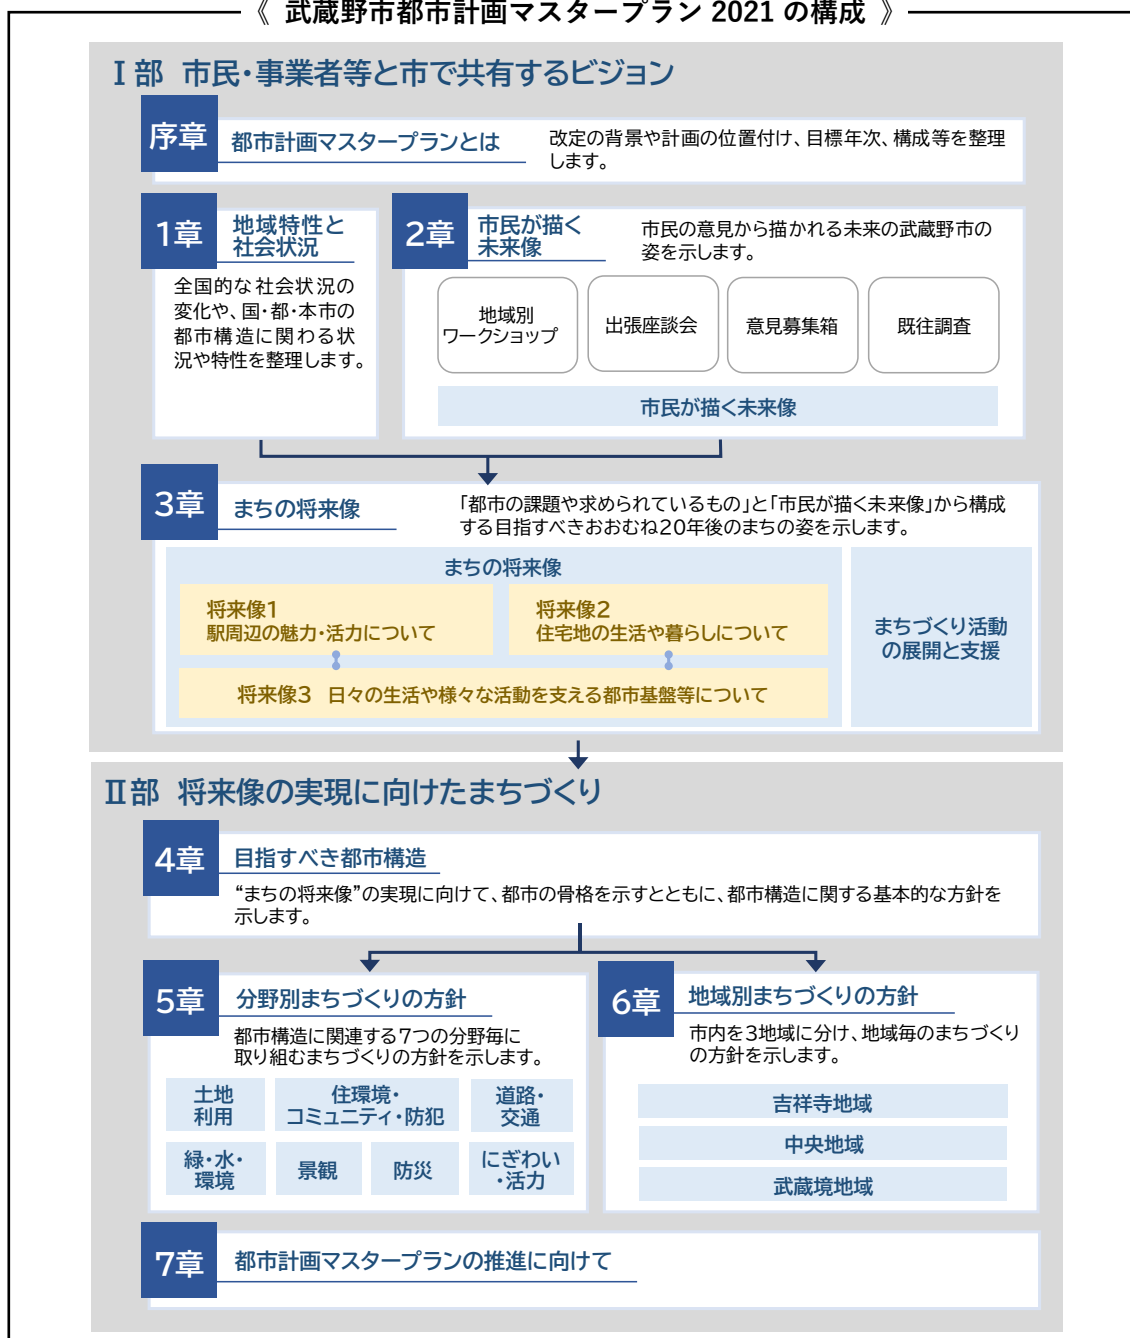 《 武蔵野市都市計画マスタープラン 2021 の構成 》
Ⅰ部 市民・事業者等と市で共有するビジョン
序章
都市計画マスタープランとは
改定の背景や計画の位置付け、目標年次、構成等を整理
します。
1章
地域特性と
社会状況
全国的な社会状況の
変化や、国・都・本市の
都市構造に関わる状
況や特性を整理します。
2章
市民が描く
未来像
市民の意見から描かれる未来の武蔵野市の
姿を示します。
地域別
ワークショップ
出張座談会
意見募集箱
既往調査
市民が描く未来像
3章
まちの将来像
「都市の課題や求められているもの」と「市民が描く未来像」から構成
する目指すべきおおむね20年後のまちの姿を示します。
まちの将来像
将来像1
駅周辺の魅力・活力について
将来像2
住宅地の生活や暮らしについて
将来像3 日々の生活や様々な活動を支える都市基盤等について
まちづくり活動
の展開と支援
Ⅱ部 将来像の実現に向けたまちづくり
4章
目指すべき都市構造
“まちの将来像”の実現に向けて、都市の骨格を示すとともに、都市構造に関する基本的な方針を
示します。
5章
分野別まちづくりの方針
都市構造に関連する7つの分野毎に
取り組むまちづくりの方針を示します。
土地
利用
住環境・
コミュニティ・防犯
道路・
交通
緑・水・
環境
景観
防災
にぎわい
・活力
6章
地域別まちづくりの方針
市内を3地域に分け、地域毎のまちづくり
の方針を示します。
吉祥寺地域
中央地域
武蔵境地域
7章
都市計画マスタープランの推進に向けて